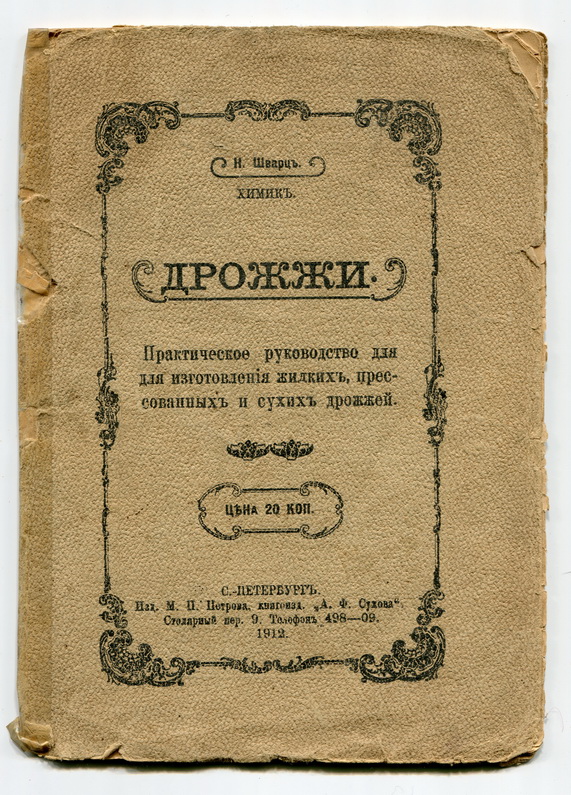 Н. Шварцъ.
ХИМИКЪ.
ДРОЖЖИ.
Практическое руководство для
для изготовленія жидкихъ, прес-
сованныхъ и сухихъ дрожжей.
ЦѢНА 20 КОП.
С.-ПЕТЕРБУРГЪ.
Изд. М. П. Петрова, книгоизд. „А. Ф. Сухова“.
Столярный пер. 9. Телефонъ 498—09.
1912.